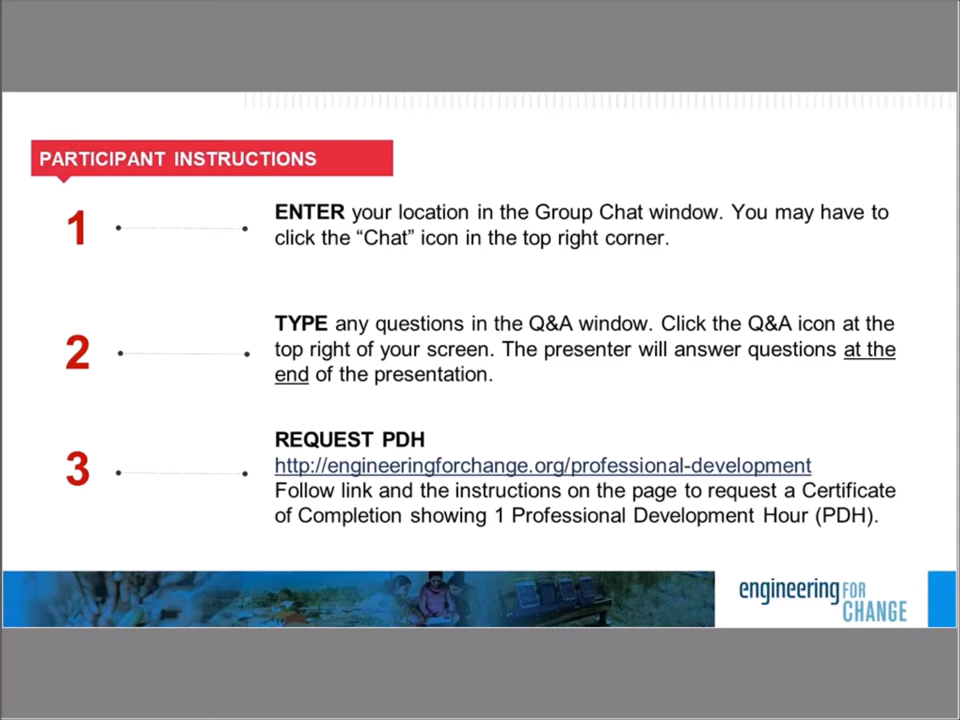 PARTICIPANT INSTRUCTIONS
1
ENTER your location in the Group Chat window. You may have to
click the “Chat” icon in the top right corner.
2
TYPE any questions in the Q&A window. Click the Q&A icon at the
top right of your screen. The presenter will answer questions at the
end of the presentation.
3
REQUEST PDH
http://engineeringforchange.org/professional-development
Follow link and the instructions on the page to request a Certificate
of Completion showing 1 Professional Development Hour (PDH).
engineering FOR
CHANGE